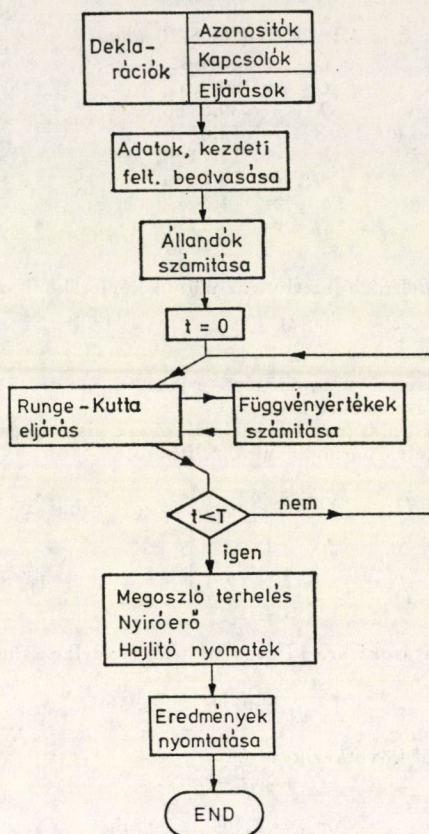 Dekla-
rációk
Azonositók
Kapcsolók
Eljárások
Adatok, kezdeti
felt. beolvasása
Állandók
számitása
t = 0
Runge - Kutta
eljárás
Függvényértékek
számitása
t<T
nem
igen
Megoszló terhelés
Nyiróerő
Hajlitó nyomaték
Eredmények
nyomtatása
END